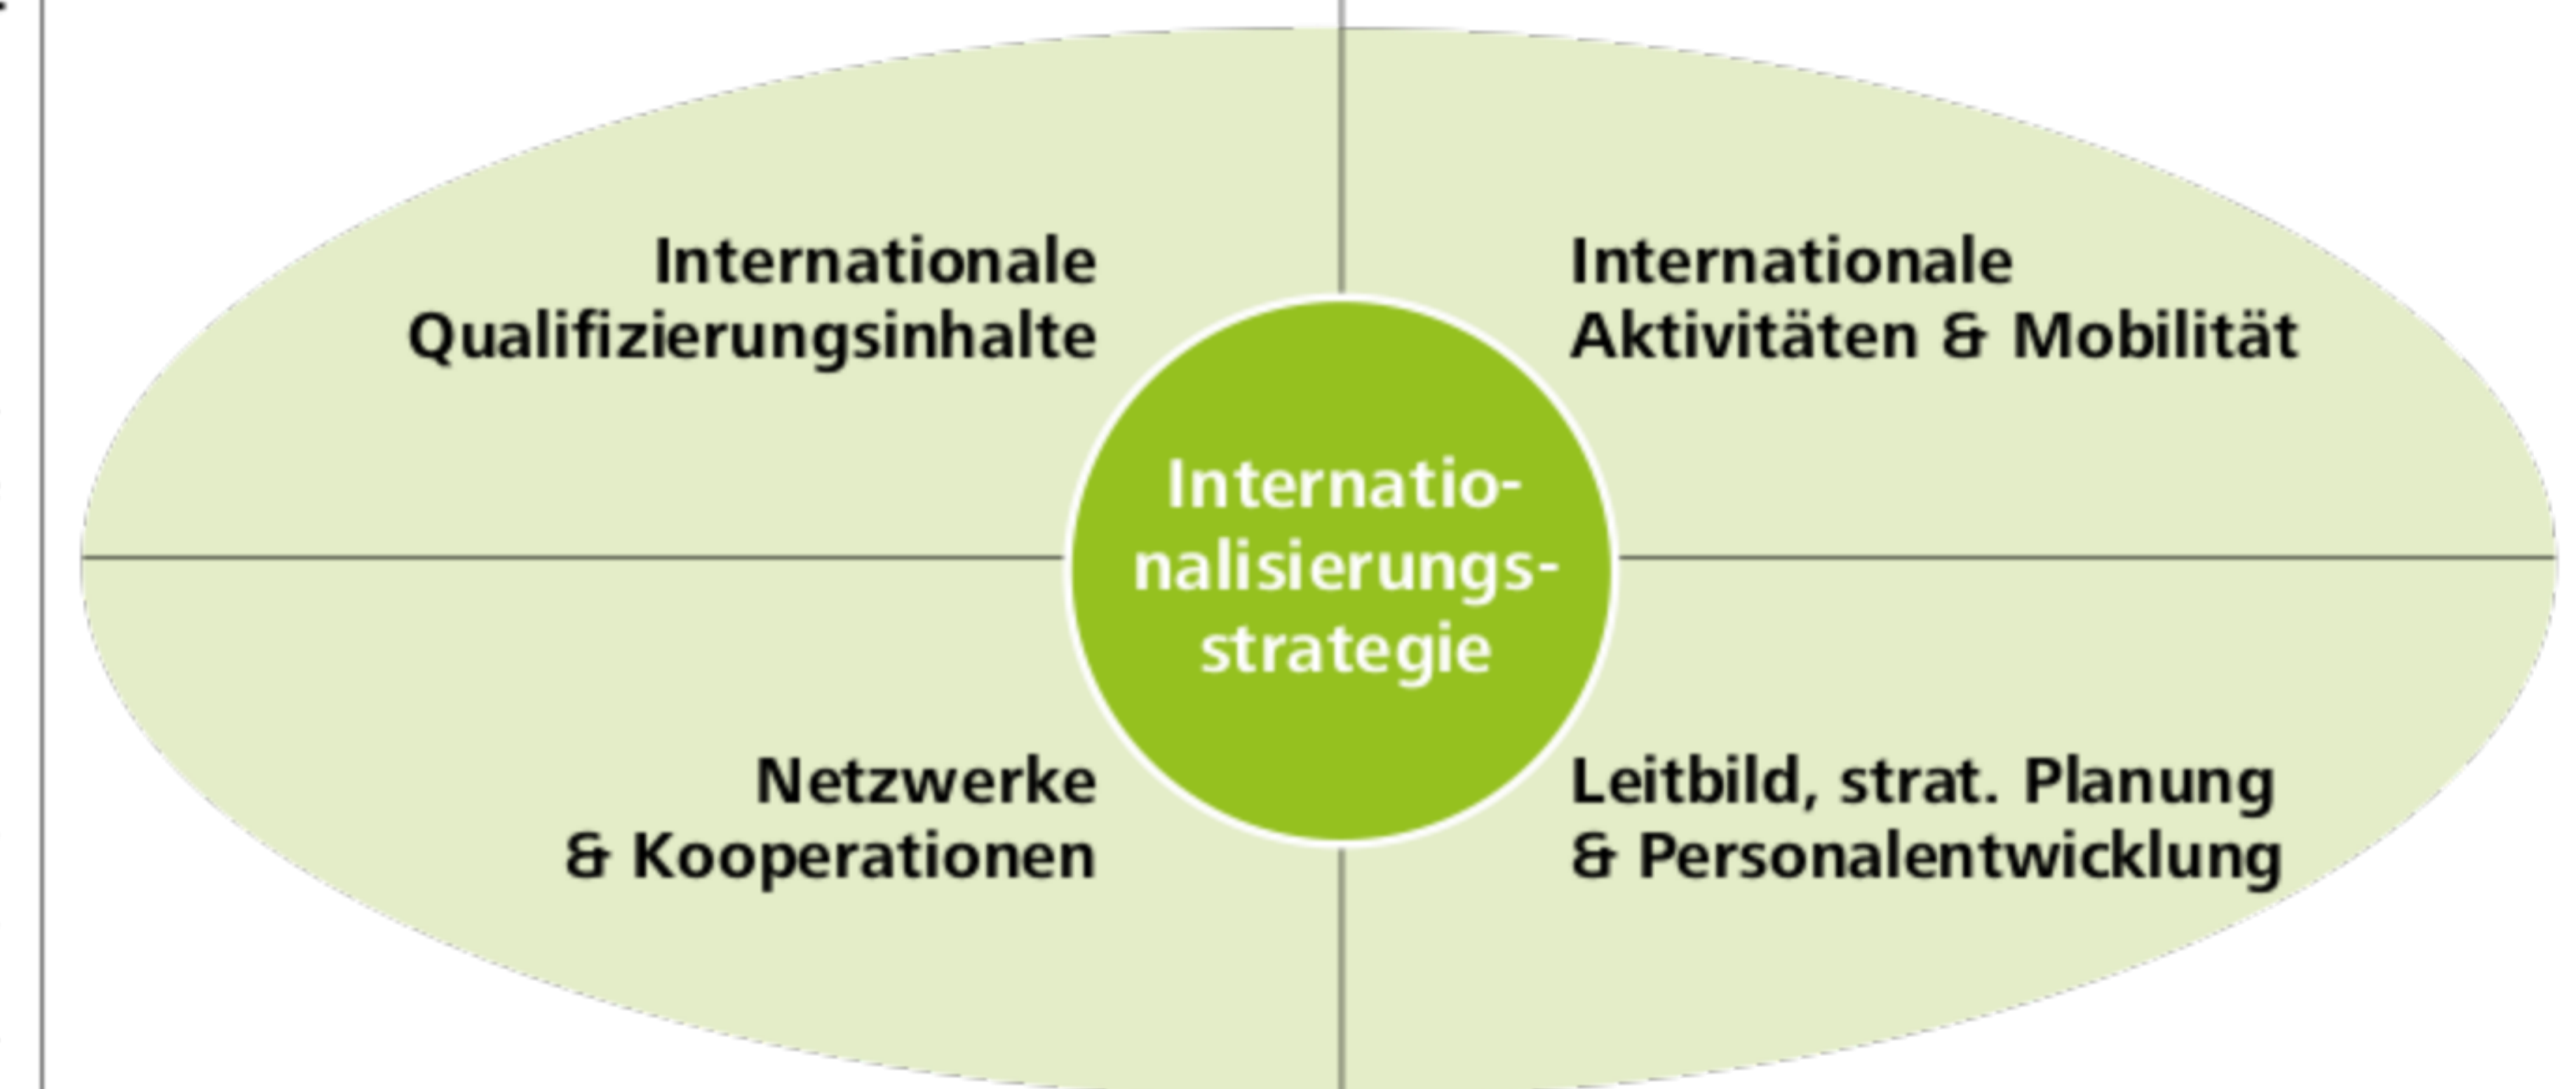 Internationale
Qualifizierungsinhalte
Internationale
Aktivitäten & Mobilität
Internatio-
nalisierungs-
strategie
Netzwerke
& Kooperationen
Leitbild, strat. Planung
& Personalentwicklung